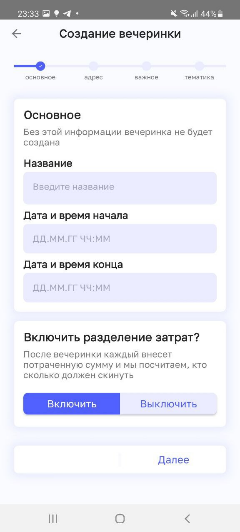 23:33 44%
Создание вечеринки
основное адрес важное тематика
Основное
Без этой информации вечеринка не будет
создана
Название
Введите название
Дата и время начала
ДД.ММ.ГГ ЧЧ:ММ
Дата и время конца
ДД.ММ.ГГ ЧЧ:ММ
Включить разделение затрат?
После вечеринки каждый внесет
потраченную сумму и мы посчитаем, кто
сколько должен скинуть
Включить Выключить
Далее